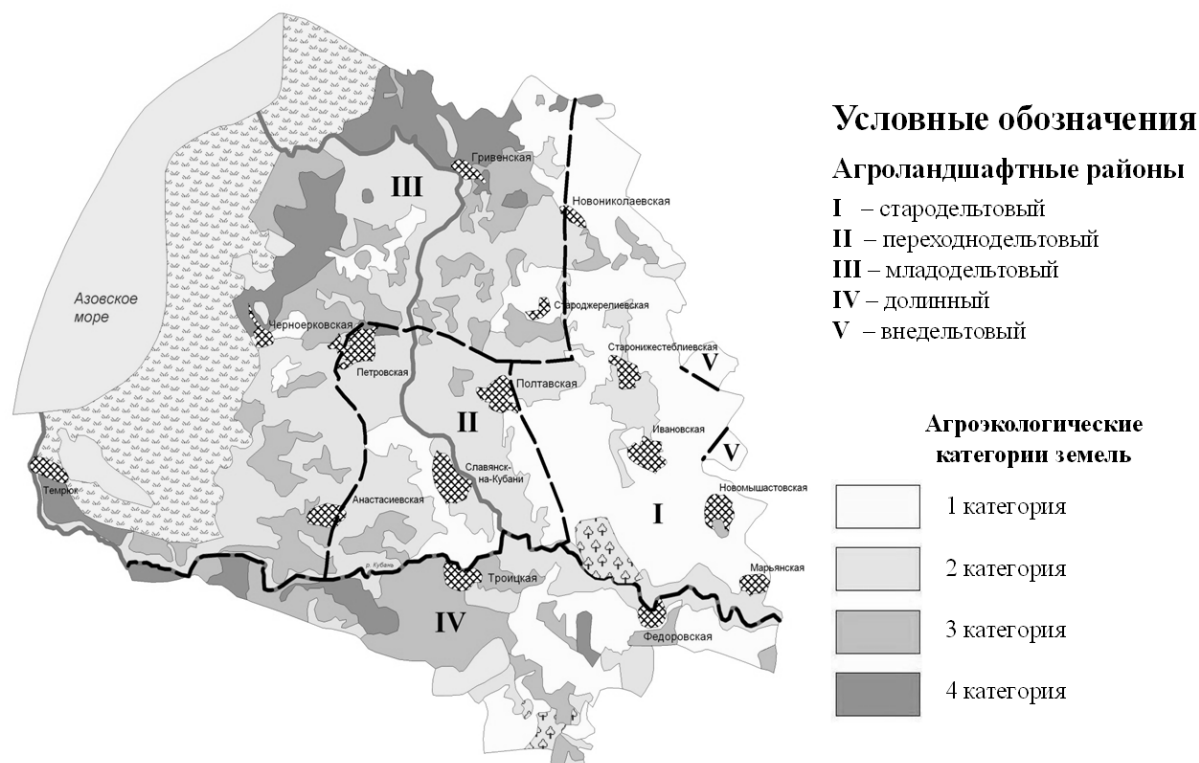 Азовское
море
III
Гривенская
Новониколаевская
Староджерелиевская
Черноерковская
Петровская
Старонижестеблиевская
V
Полтавская
II
Ивановская
V
Славянск-
на-Кубани
Темрюк
Анастасиевская
Новомышастовская
I
р. Кубань
Троицкая
Марьянская
IV
Федоровская
Условные обозначения
Агроландшафтные районы
I – стародельтовый
II – переходнодельтовый
III – младодельтовый
IV – долинный
V – внедельтовый
Агроэкологические
категории земель
1 категория
2 категория
3 категория
4 категория